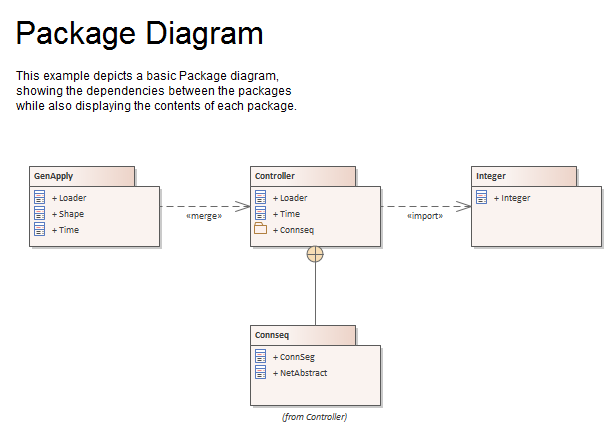 Package Diagram
This example depicts a basic Package diagram,
showing the dependencies between the packages
while also displaying the contents of each package.
GenApply
+ Loader
+ Shape
+ Time
«merge»
Controller
+ Loader
+ Time
+ Connseq
«import»
Integer
+ Integer
Connseq
+ ConnSeg
+ NetAbstract
(from Controller)